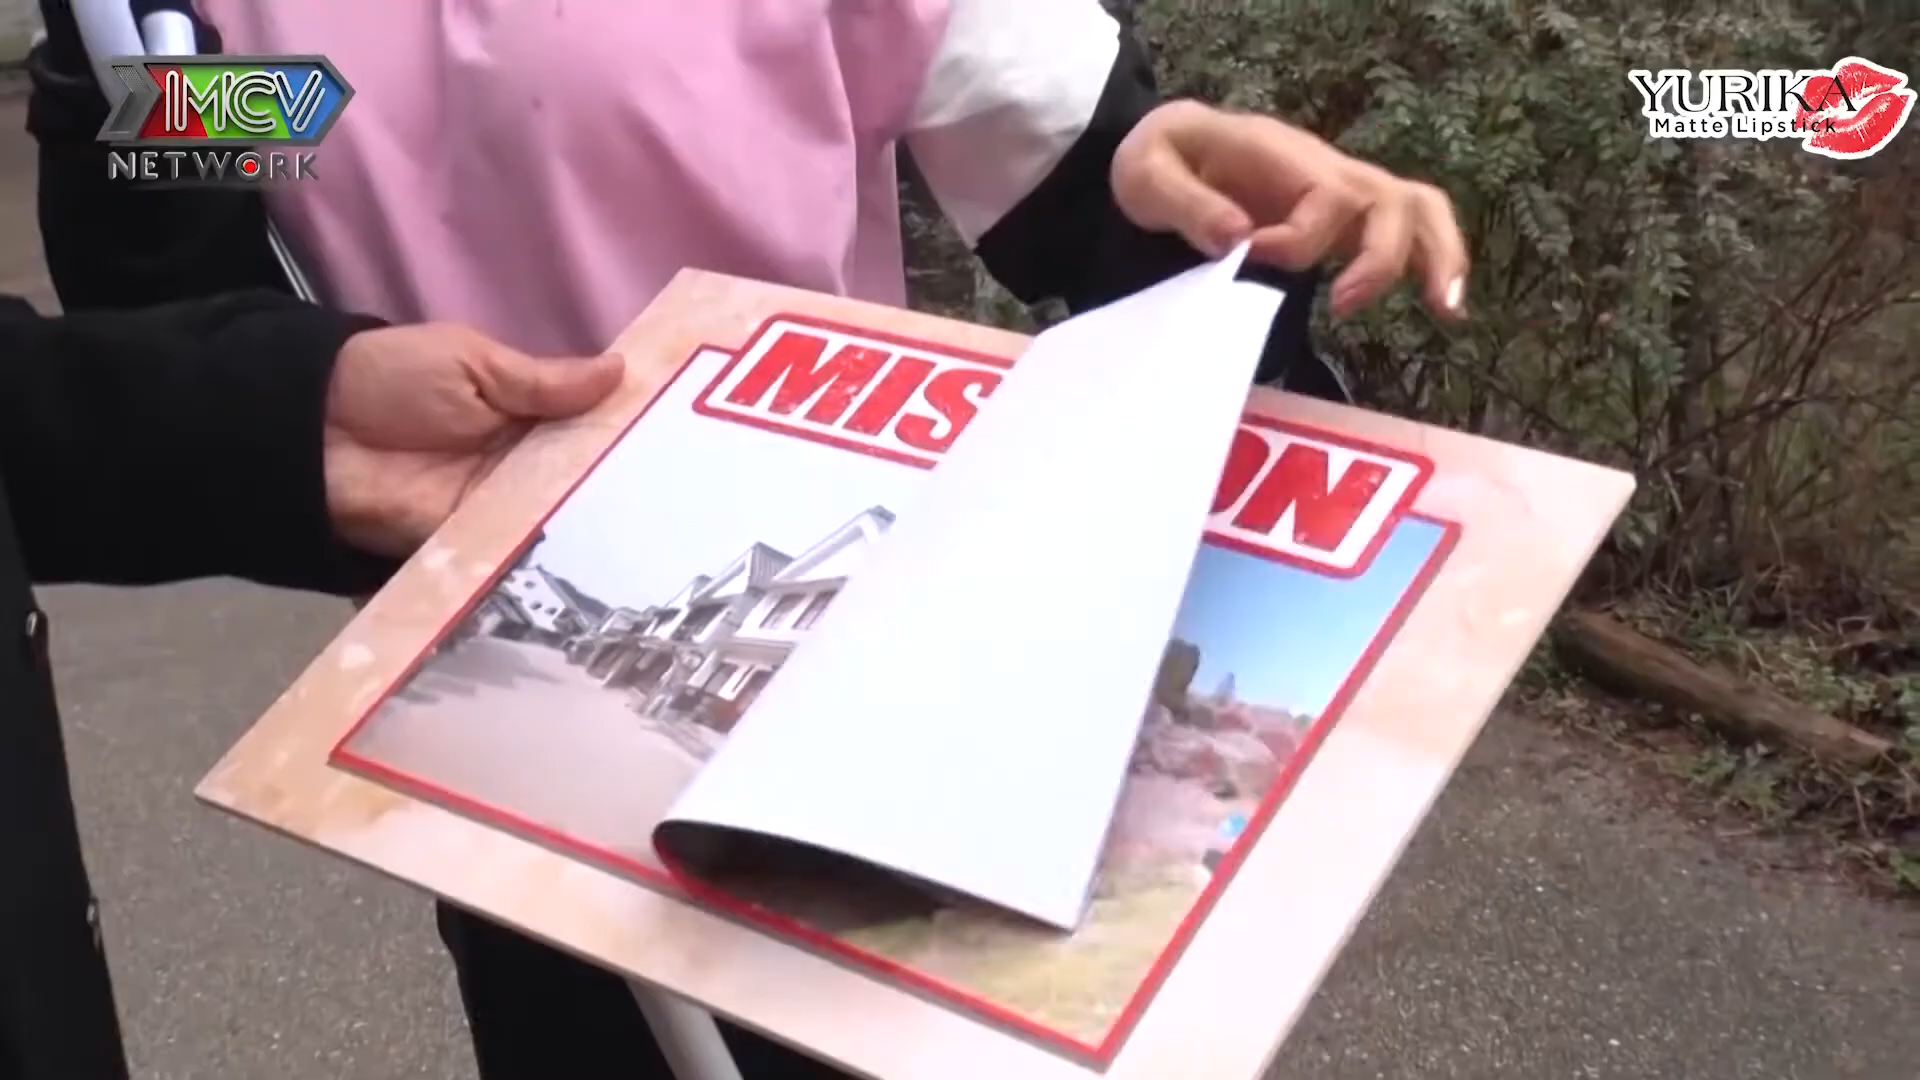 MCV
NETWORK
YURIKA
Matte Lipstick
MIS ON